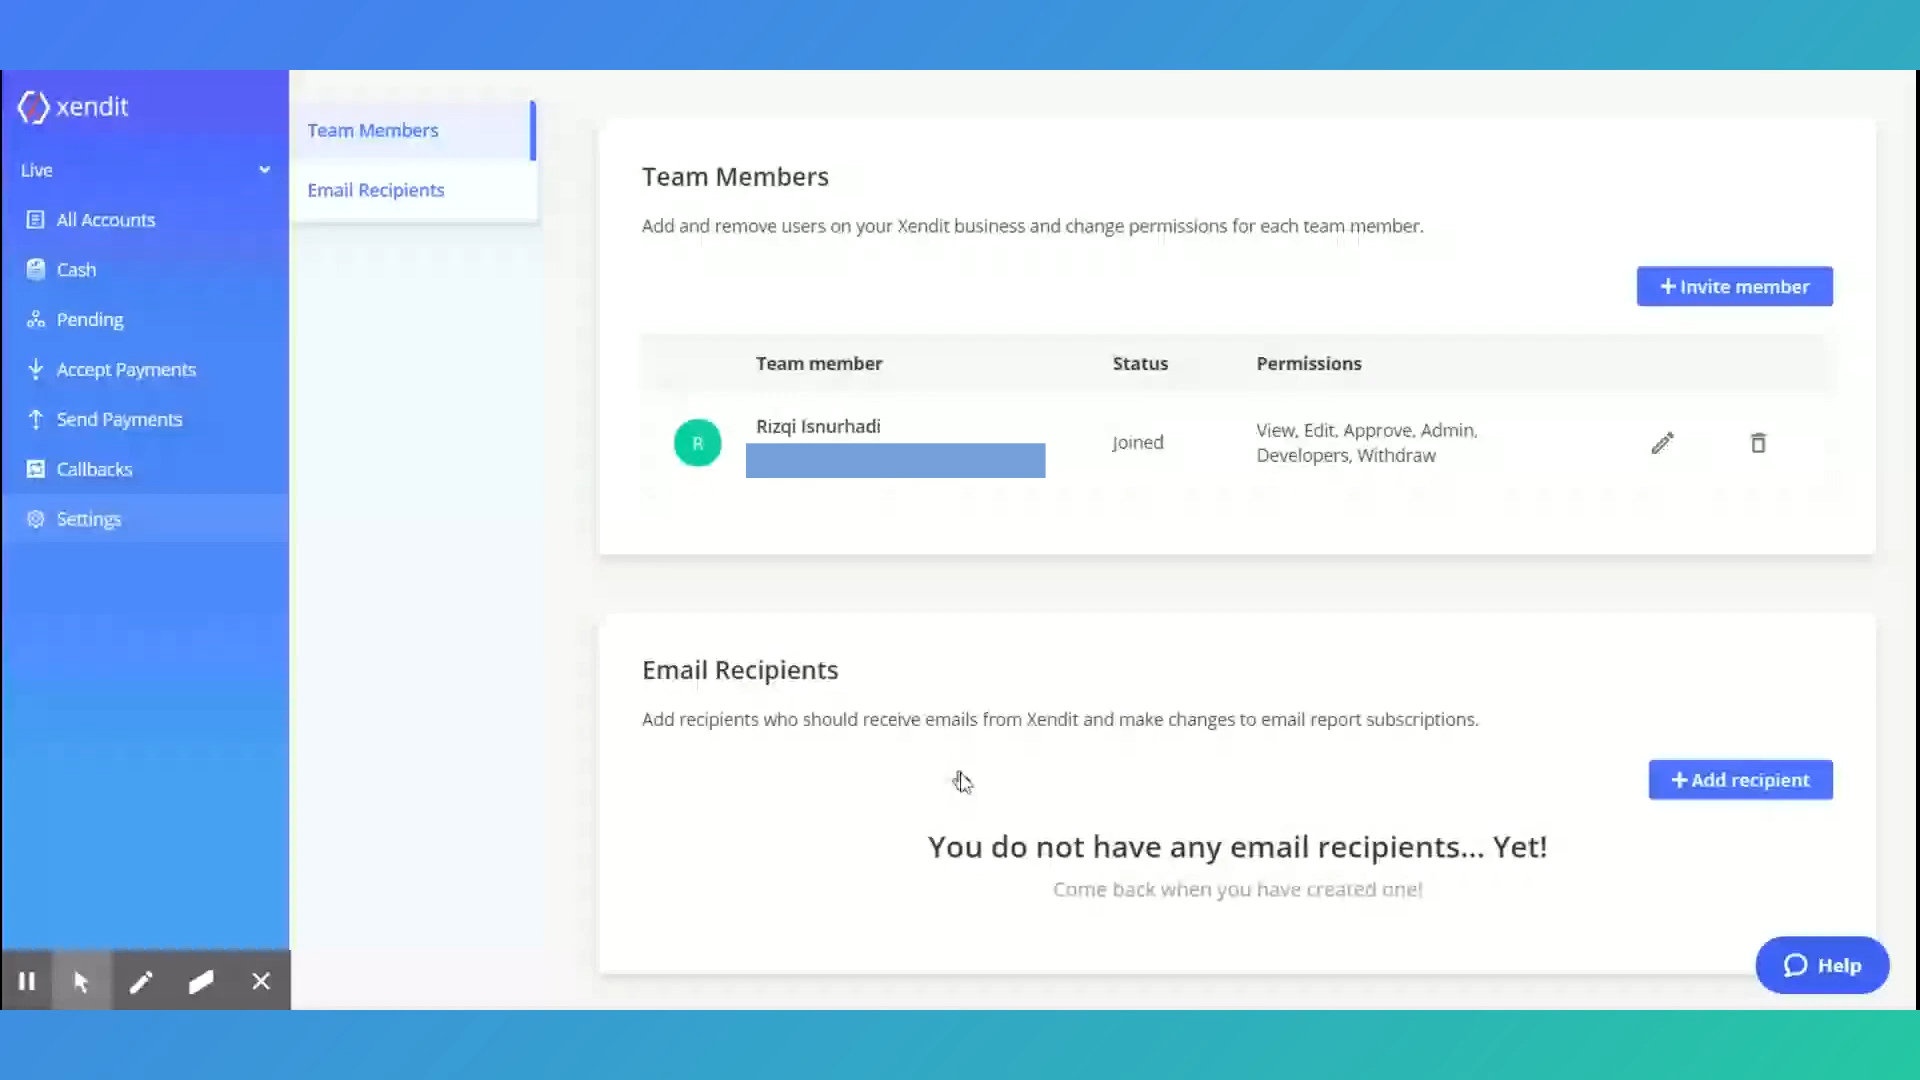 xendit
Live
All Accounts
Cash
Pending
Accept Payments
Send Payments
Callbacks
Settings
Team Members
Email Recipients
Team Members
Add and remove users on your Xendit business and change permissions for each team member.
+ Invite member
Team member Status Permissions
R
Rizqi Isnurhadi
Joined
View, Edit, Approve, Admin,
Developers, Withdraw
Email Recipients
Add recipients who should receive emails from Xendit and make changes to email report subscriptions.
+ Add recipient
You do not have any email recipients... Yet!
Come back when you have created one!
Help